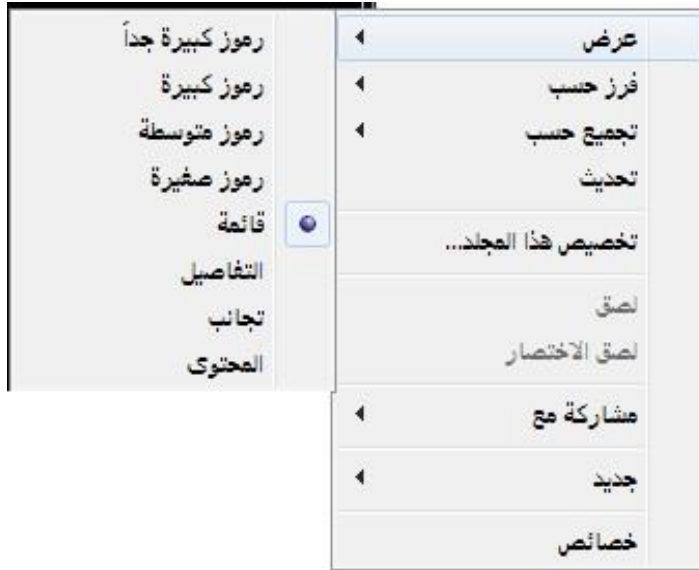 عرض
فرز حسب
تجميع حسب
تحديث
تخصيص هذا المجلد...
لصق
لصق الاختصار
مشاركة مع
جديد
خصائص
رموز كبيرة جداً
رموز كبيرة
رموز متوسطة
رموز صغيرة
قائمة
التفاصيل
تجانب
المحتوى